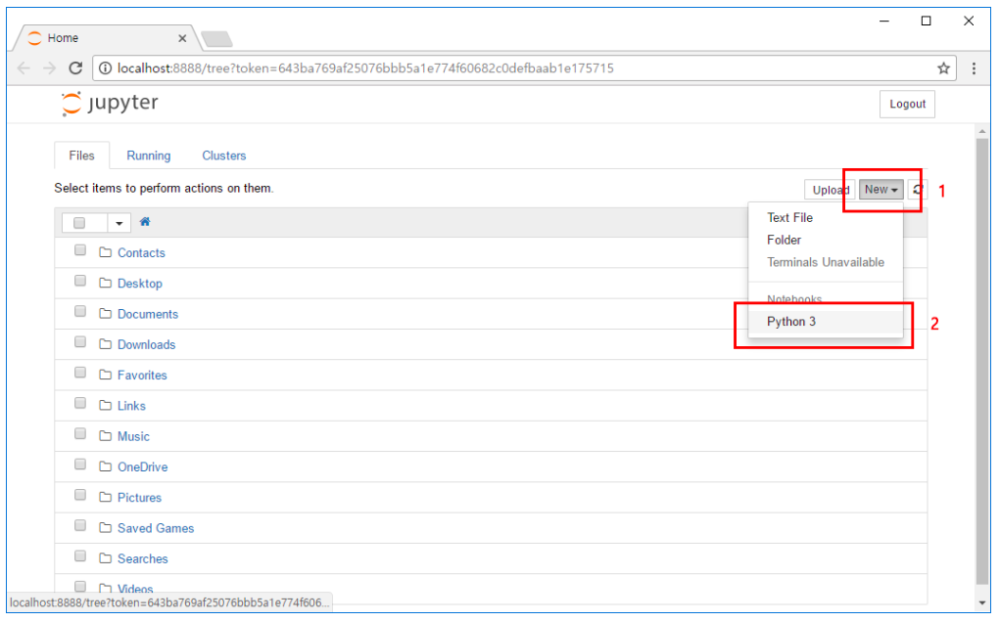 Home
localhost:8888/tree?token=643ba769af25076bbb5a1e774f60682c0defbaab1e175715
jupyter
Logout
Files Running Clusters
Select items to perform actions on them.
Upload New 1
Text File
Folder
Terminals Unavailable
Notebooks
Python 3 2
Contacts
Desktop
Documents
Downloads
Favorites
Links
Music
OneDrive
Pictures
Saved Games
Searches
Videos
localhost:8888/tree?token=643ba769af25076bbb5a1e774f606...